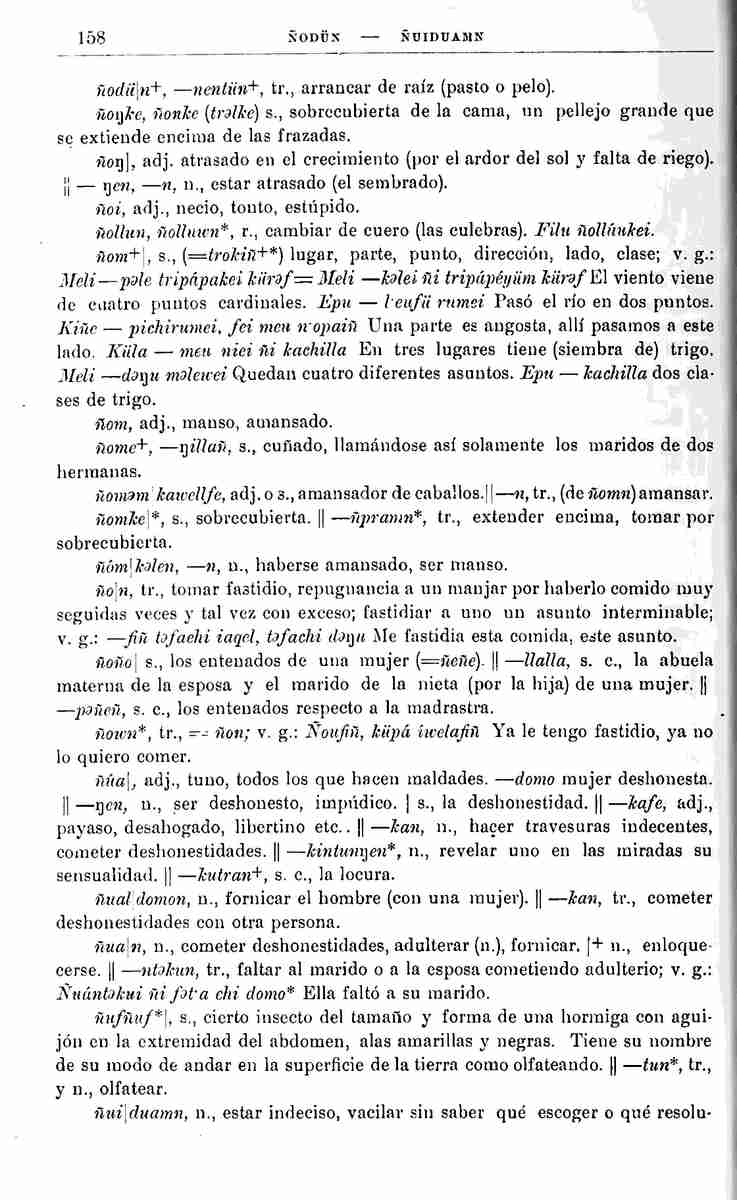 158 ÑODÜN — ÑUIDUAMN
ñodü|n+, —nentün+, tr., arrancar de raíz (pasto o pelo).
ñoŋke, ñonke (trəlke) s., sobrecubierta de la cama, un pellejo grande que
se extiende encima de las frazadas.
ñoŋ|, adj. atrasado en el crecimiento (por el ardor del sol y falta de riego).
|| — ŋen, —n, n., estar atrasado (el sembrado).
ñoi, adj., necio, tonto, estúpido.
ñollun, ñolluwn*, r., cambiar de cuero (las culebras). Filu ñollúukei.
ñom+|, s., (=trokiñ+*) lugar, parte, punto, dirección, lado, clase; v. g.:
Meli—pəle tripápakei kürəf= Meli —kəlei ñi tripápéyüm kürəf El viento viene
de cuatro puntos cardinales. Epu — l·eufü rumei Pasó el río en dos puntos.
Kiñe — pichirumei, fei meu n·opaiñ Una parte es angosta, allí pasamos a este
lado. Küla — meu niei ñi kachilla En tres lugares tiene (siembra de) trigo.
Meli —dəŋu məlewei Quedan cuatro diferentes asuntos. Epu — kachilla dos cla-
ses de trigo.
ñom, adj., manso, amansado.
ñome+, —ŋillañ, s., cuñado, llamándose así solamente los maridos de dos
hermanas.
ñoməm|kawellfe, adj. o s., amansador de caballos.||—n, tr., (de ñomn) amansar.
ñomke|*, s., sobrecubierta. || —ñpramn*, tr., extender encima, tomar por
sobrecubierta.
ñóm|kəlen, —n, n., haberse amansado, ser manso.
ño|n, tr., tomar fastidio, repugnancia a un manjar por haberlo comido muy
seguidas veces y tal vez con exceso; fastidiar a uno un asunto interminable;
v. g.: —fiñ təfachi iaqel, təfachi dəŋu Me fastidia esta comida, este asunto.
ñoño| s., los entenados de una mujer (=ñeñe). || —llalla, s. c., la abuela
materna de la esposa y el marido de la nieta (por la hija) de una mujer. ||
—pəñeñ, s. c., los entenados respecto a la madrastra.
ñown*, tr., =- ñon; v. g.: Ñoufiñ, küpá iwelafiñ Ya le tengo fastidio, ya no
lo quiero comer.
ñúa|, adj., tuno, todos los que hacen maldades. —domo mujer deshonesta.
|| —ŋen, n., ser deshonesto, impúdico. | s., la deshonestidad. || —kafe, adj.,
payaso, desahogado, libertino etc.. || —kan, n., hacer travesuras indecentes,
cometer deshonestidades. || —kintunŋen*, n., revelar uno en las miradas su
sensualidad. || —kutran+, s. c., la locura.
ñual|domon, n., fornicar el hombre (con una mujer). || —kan, tr., cometer
deshonestidades con otra persona.
ñua|n, n., cometer deshonestidades, adulterar (n.), fornicar. |+ n., enloque-
cerse. || —ntəkun, tr., faltar al marido o a la esposa cometiendo adulterio; v. g.:
Ñuántəkui ñi fət·a chi domo* Ella faltó a su marido.
ñufñuf*|, s., cierto insecto del tamaño y forma de una hormiga con agui-
jón en la extremidad del abdomen, alas amarillas y negras. Tiene su nombre
de su modo de andar en la superficie de la tierra como olfateando. || —tun*, tr.,
y n., olfatear.
ñui|duamn, n., estar indeciso, vacilar sin saber qué escoger o qué resolu-